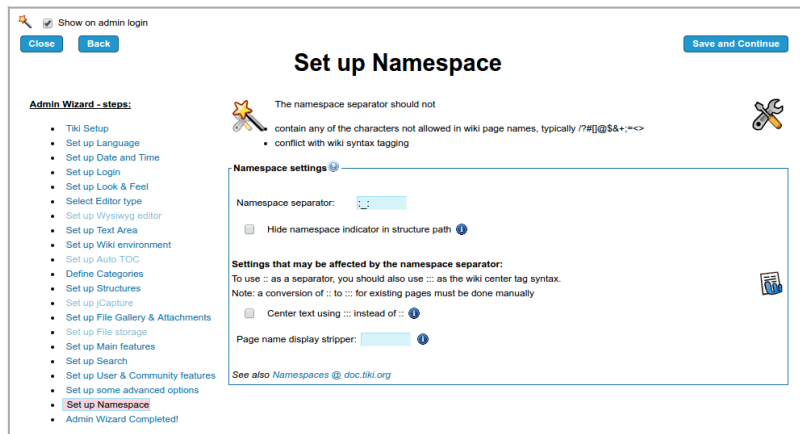 Show on admin login
Close
Back
Save and Continue
Set up Namespace
Admin Wizard - steps:
Tiki Setup
Set up Language
Set up Date and Time
Set up Login
Set up Look & Feel
Select Editor type
Set up Wysiwyg editor
Set up Text Area
Set up Wiki environment
Set up Auto TOC
Define Categories
Set up Structures
Set up jCapture
Set up File Gallery & Attachments
Set up File storage
Set up Main features
Set up Search
Set up User & Community features
Set up some advanced options
Set up Namespace
Admin Wizard Completed!
The namespace separator should not
contain any of the characters not allowed in wiki page names, typically /?#[]@$&+;=<>
conflict with wiki syntax tagging
Namespace settings
Namespace separator: :_:
Hide namespace indicator in structure path
Settings that may be affected by the namespace separator:
To use :: as a separator, you should also use ::: as the wiki center tag syntax.
Note: a conversion of :: to ::: for existing pages must be done manually
Center text using ::: instead of ::
Page name display stripper:
See also Namespaces @ doc.tiki.org